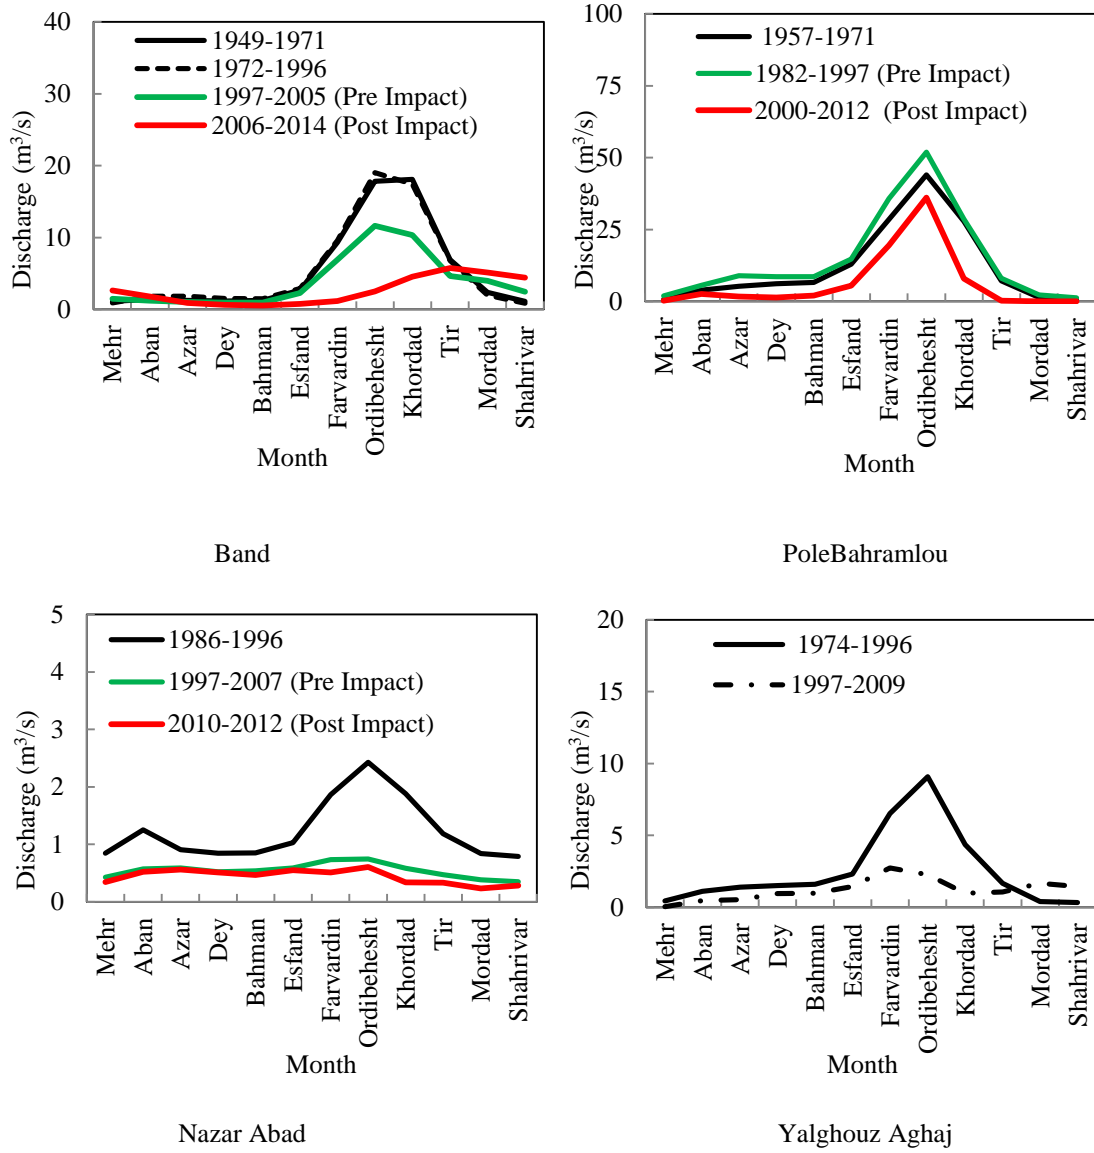 40
30
20
10
0
Discharge (m³/s)
1949-1971
1972-1996
1997-2005 (Pre Impact)
2006-2014 (Post Impact)
Mehr
Aban
Azar
Dey
Bahman
Esfand
Farvardin
Ordibehesht
Khordad
Tir
Mordad
Shahrivar
Month
Band
100
75
50
25
0
Discharge (m³/s)
1957-1971
1982-1997 (Pre Impact)
2000-2012 (Post Impact)
Mehr
Aban
Azar
Dey
Bahman
Esfand
Farvardin
Ordibehesht
Khordad
Tir
Mordad
Shahrivar
Month
PoleBahramlou
5
4
3
2
1
0
Discharge (m³/s)
1986-1996
1997-2007 (Pre Impact)
2010-2012 (Post Impact)
Mehr
Aban
Azar
Dey
Bahman
Esfand
Farvardin
Ordibehesht
Khordad
Tir
Mordad
Shahrivar
Month
Nazar Abad
20
15
10
5
0
Discharge (m³/s)
1974-1996
1997-2009
Mehr
Aban
Azar
Dey
Bahman
Esfand
Farvardin
Ordibehesht
Khordad
Tir
Mordad
Shahrivar
Month
Yalghouz Aghaj